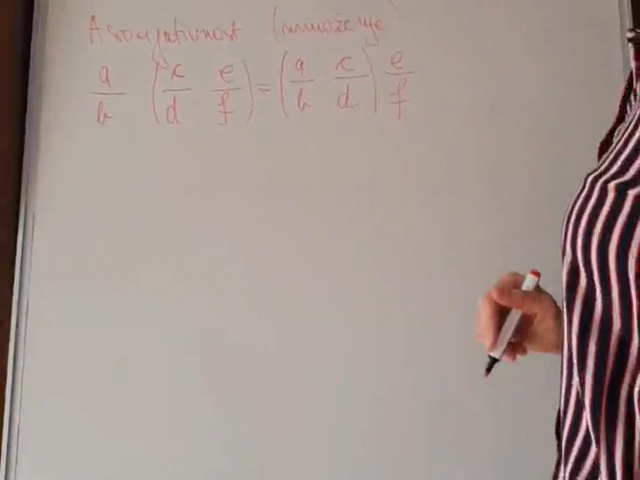 Asocijativnost (množenje)
a/b (c/d e/f) = (a/b c/d) e/f